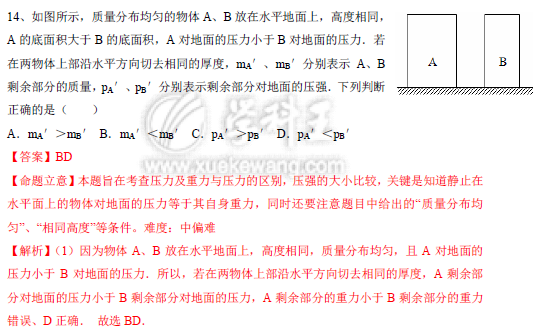 14、如图所示，质量分布均匀的物体 A、B 放在水平地面上，高度相同，
A 的底面积大于 B 的底面积，A 对地面的压力小于 B 对地面的压力．若
在两物体上部沿水平方向切去相同的厚度，mA′、mB′分别表示 A、B
剩余部分的质量，pA′、pB′分别表示剩余部分对地面的压强．下列判断
正确的是（　　）
A．mA′＞mB′ B．mA′＜mB′ C．pA′＞pB′ D．pA′＜pB′
A
B
【答案】BD
【命题立意】本题旨在考查压力及重力与压力的区别，压强的大小比较，关键是知道静止在
水平面上的物体对地面的压力等于其自身重力，同时还要注意题目中给出的“质量分布均
匀”、“相同高度”等条件。难度：中偏难
【解析】（1）因为物体 A、B 放在水平地面上，高度相同，质量分布均匀，且 A 对地面的
压力小于 B 对地面的压力．所以，若在两物体上部沿水平方向切去相同的厚度，A 剩余部
分对地面的压力小于 B 剩余部分对地面的压力，A 剩余部分的重力小于 B 剩余部分的重力
错误、D 正确． 故选 BD．
学科王
www.xuekewang.com